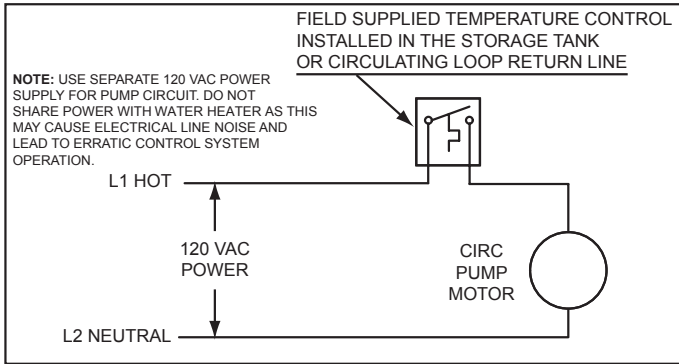 FIELD SUPPLIED TEMPERATURE CONTROL
INSTALLED IN THE STORAGE TANK
OR CIRCULATING LOOP RETURN LINE
NOTE: USE SEPARATE 120 VAC POWER
SUPPLY FOR PUMP CIRCUIT. DO NOT
SHARE POWER WITH WATER HEATER AS THIS
MAY CAUSE ELECTRICAL LINE NOISE AND
LEAD TO ERRATIC CONTROL SYSTEM
OPERATION.
L1 HOT
120 VAC
POWER
CIRC
PUMP
MOTOR
L2 NEUTRAL